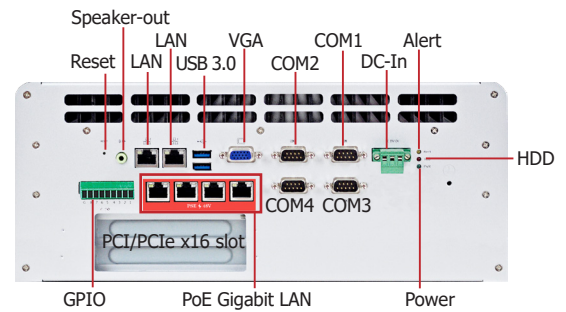 Speaker-out
LAN VGA COM1 Alert
Reset LAN USB 3.0 COM2 DC-In
HDD
COM4 COM3
PCI/PCIe x16 slot
GPIO PoE Gigabit LAN Power